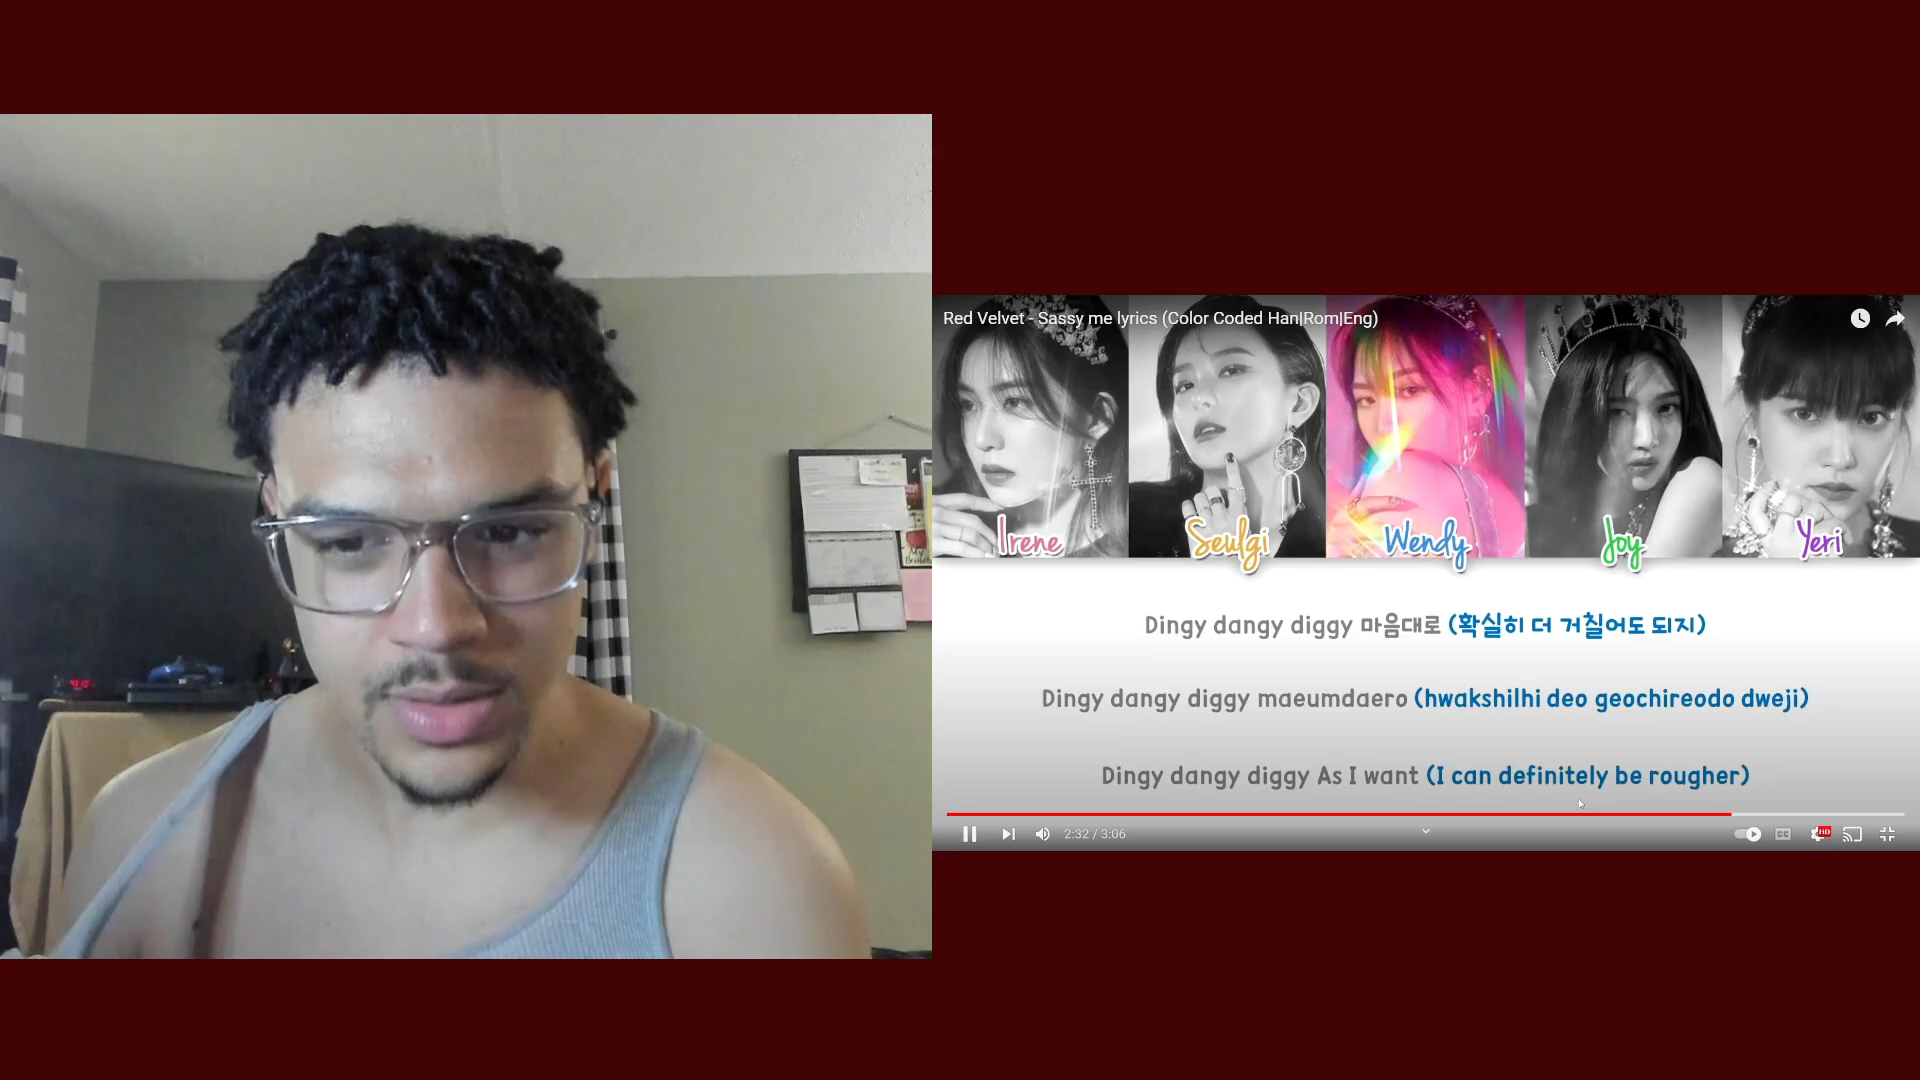 Red Velvet - Sassy me lyrics (Color Coded Han|Rom|Eng)
Irene
Seulgi
Wendy
Joy
Yeri
Dingy dangy diggy 마음대로 (확실히 더 거칠어도 되지)
Dingy dangy diggy maeumdaero (hwakshilhi deo geochireodo dweji)
Dingy dangy diggy As I want (I can definitely be rougher)
2:32 / 3:06
CC
HD